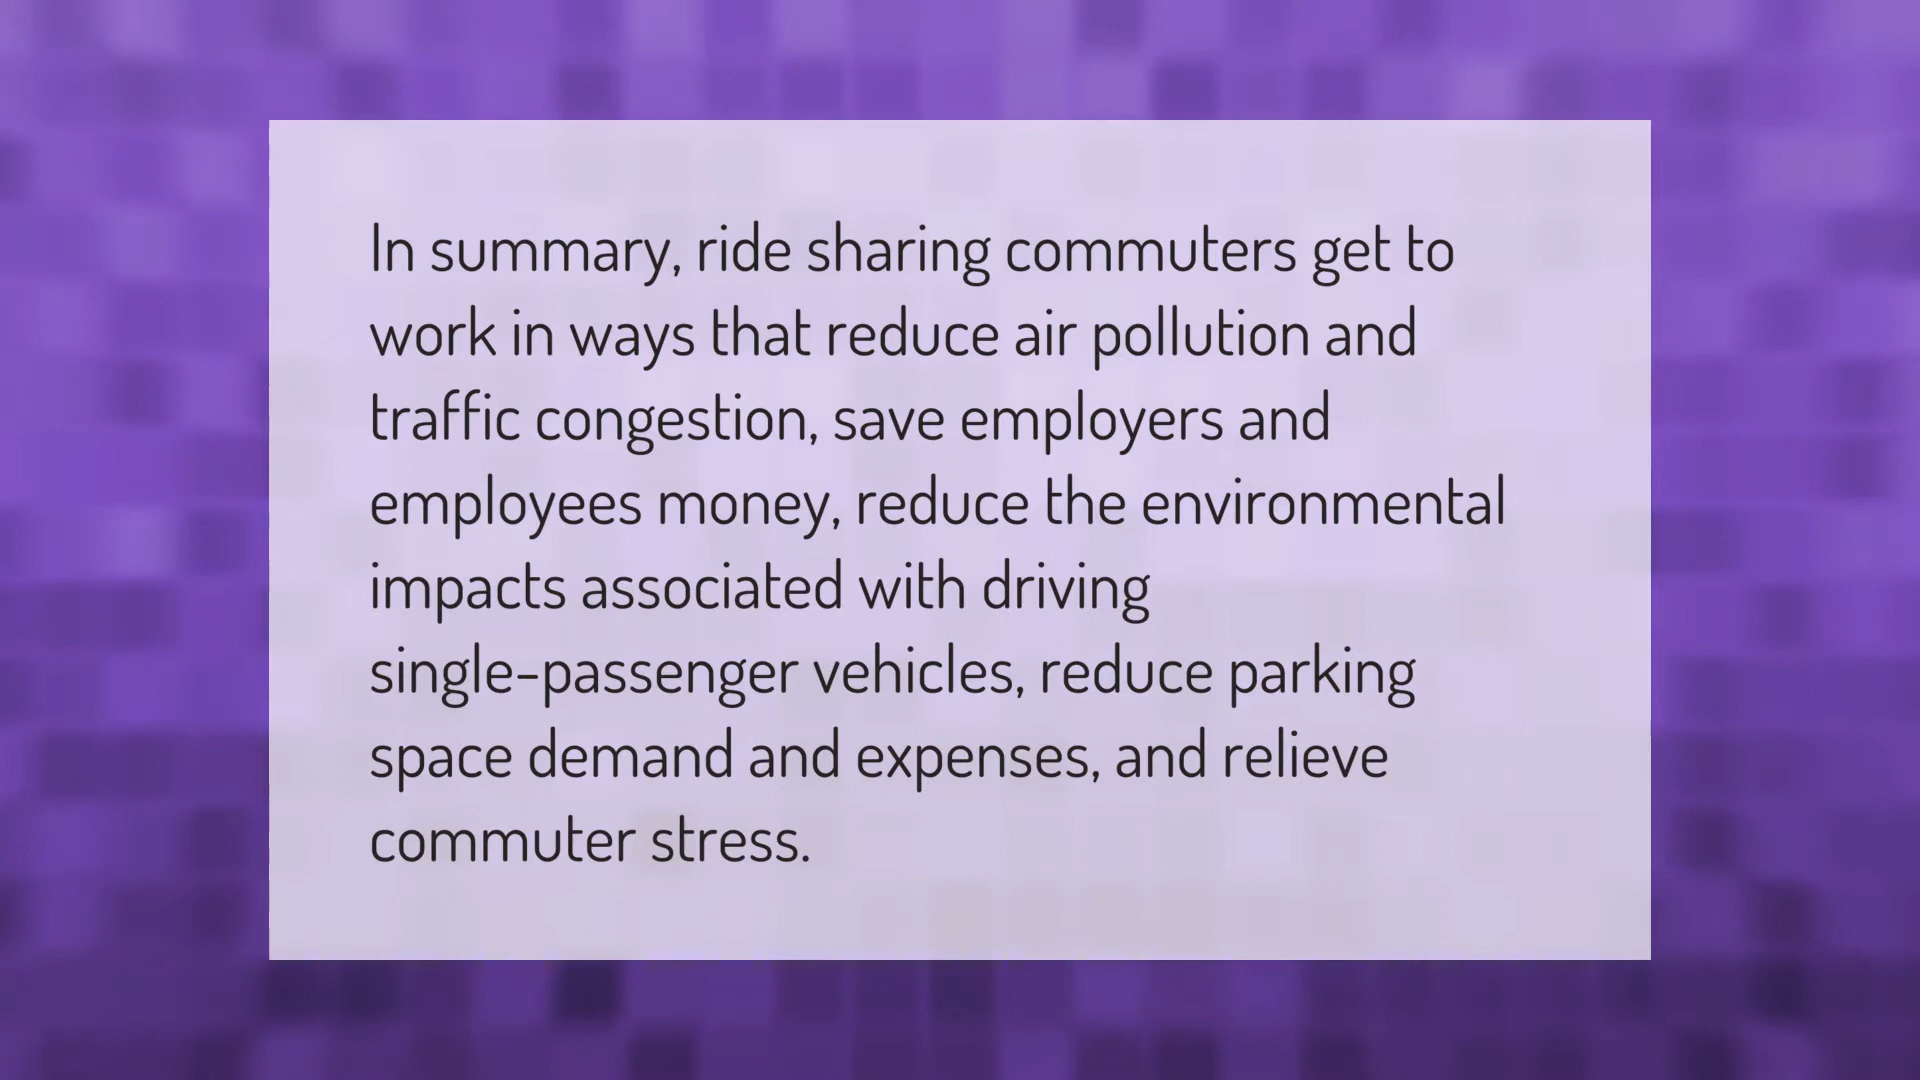 In summary, ride sharing commuters get to
work in ways that reduce air pollution and
traffic congestion, save employers and
employees money, reduce the environmental
impacts associated with driving
single-passenger vehicles, reduce parking
space demand and expenses, and relieve
commuter stress.